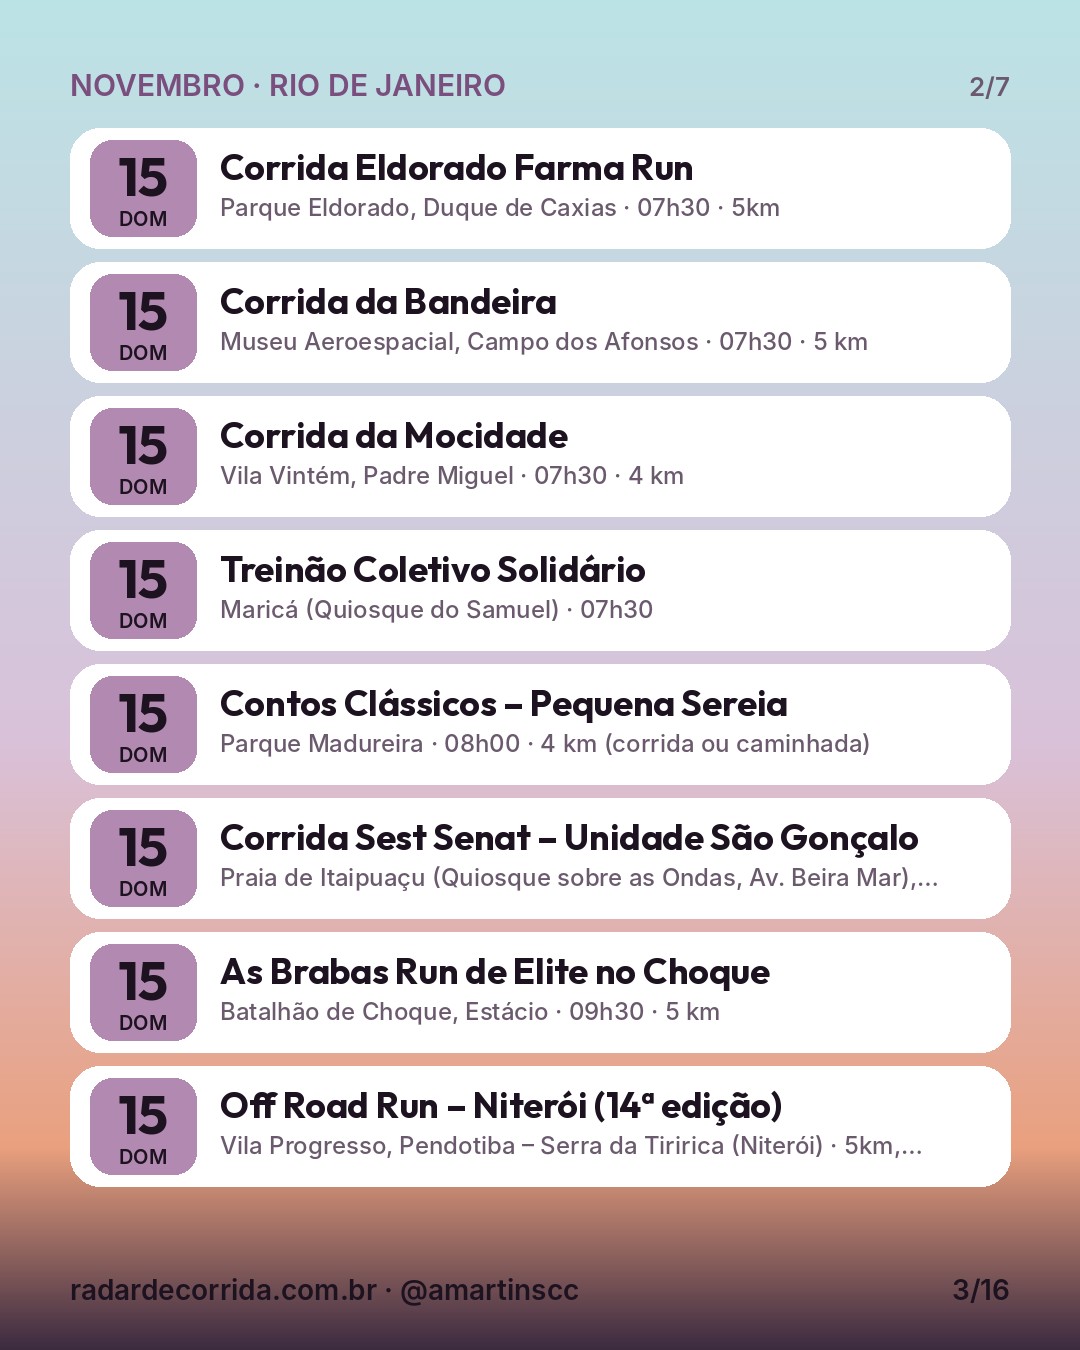 NOVEMBRO · RIO DE JANEIRO
2/7
15
DOM
Corrida Eldorado Farma Run
Parque Eldorado, Duque de Caxias · 07h30 · 5km
15
DOM
Corrida da Bandeira
Museu Aeroespacial, Campo dos Afonsos · 07h30 · 5 km
15
DOM
Corrida da Mocidade
Vila Vintém, Padre Miguel · 07h30 · 4 km
15
DOM
Treinão Coletivo Solidário
Maricá (Quiosque do Samuel) · 07h30
15
DOM
Contos Clássicos – Pequena Sereia
Parque Madureira · 08h00 · 4 km (corrida ou caminhada)
15
DOM
Corrida Sest Senat – Unidade São Gonçalo
Praia de Itaipuaçu (Quiosque sobre as Ondas, Av. Beira Mar),...
15
DOM
As Brabas Run de Elite no Choque
Batalhão de Choque, Estácio · 09h30 · 5 km
15
DOM
Off Road Run – Niterói (14ª edição)
Vila Progresso, Pendotiba – Serra da Tiririca (Niterói) · 5km,...
radardecorrida.com.br · @amartinscc
3/16